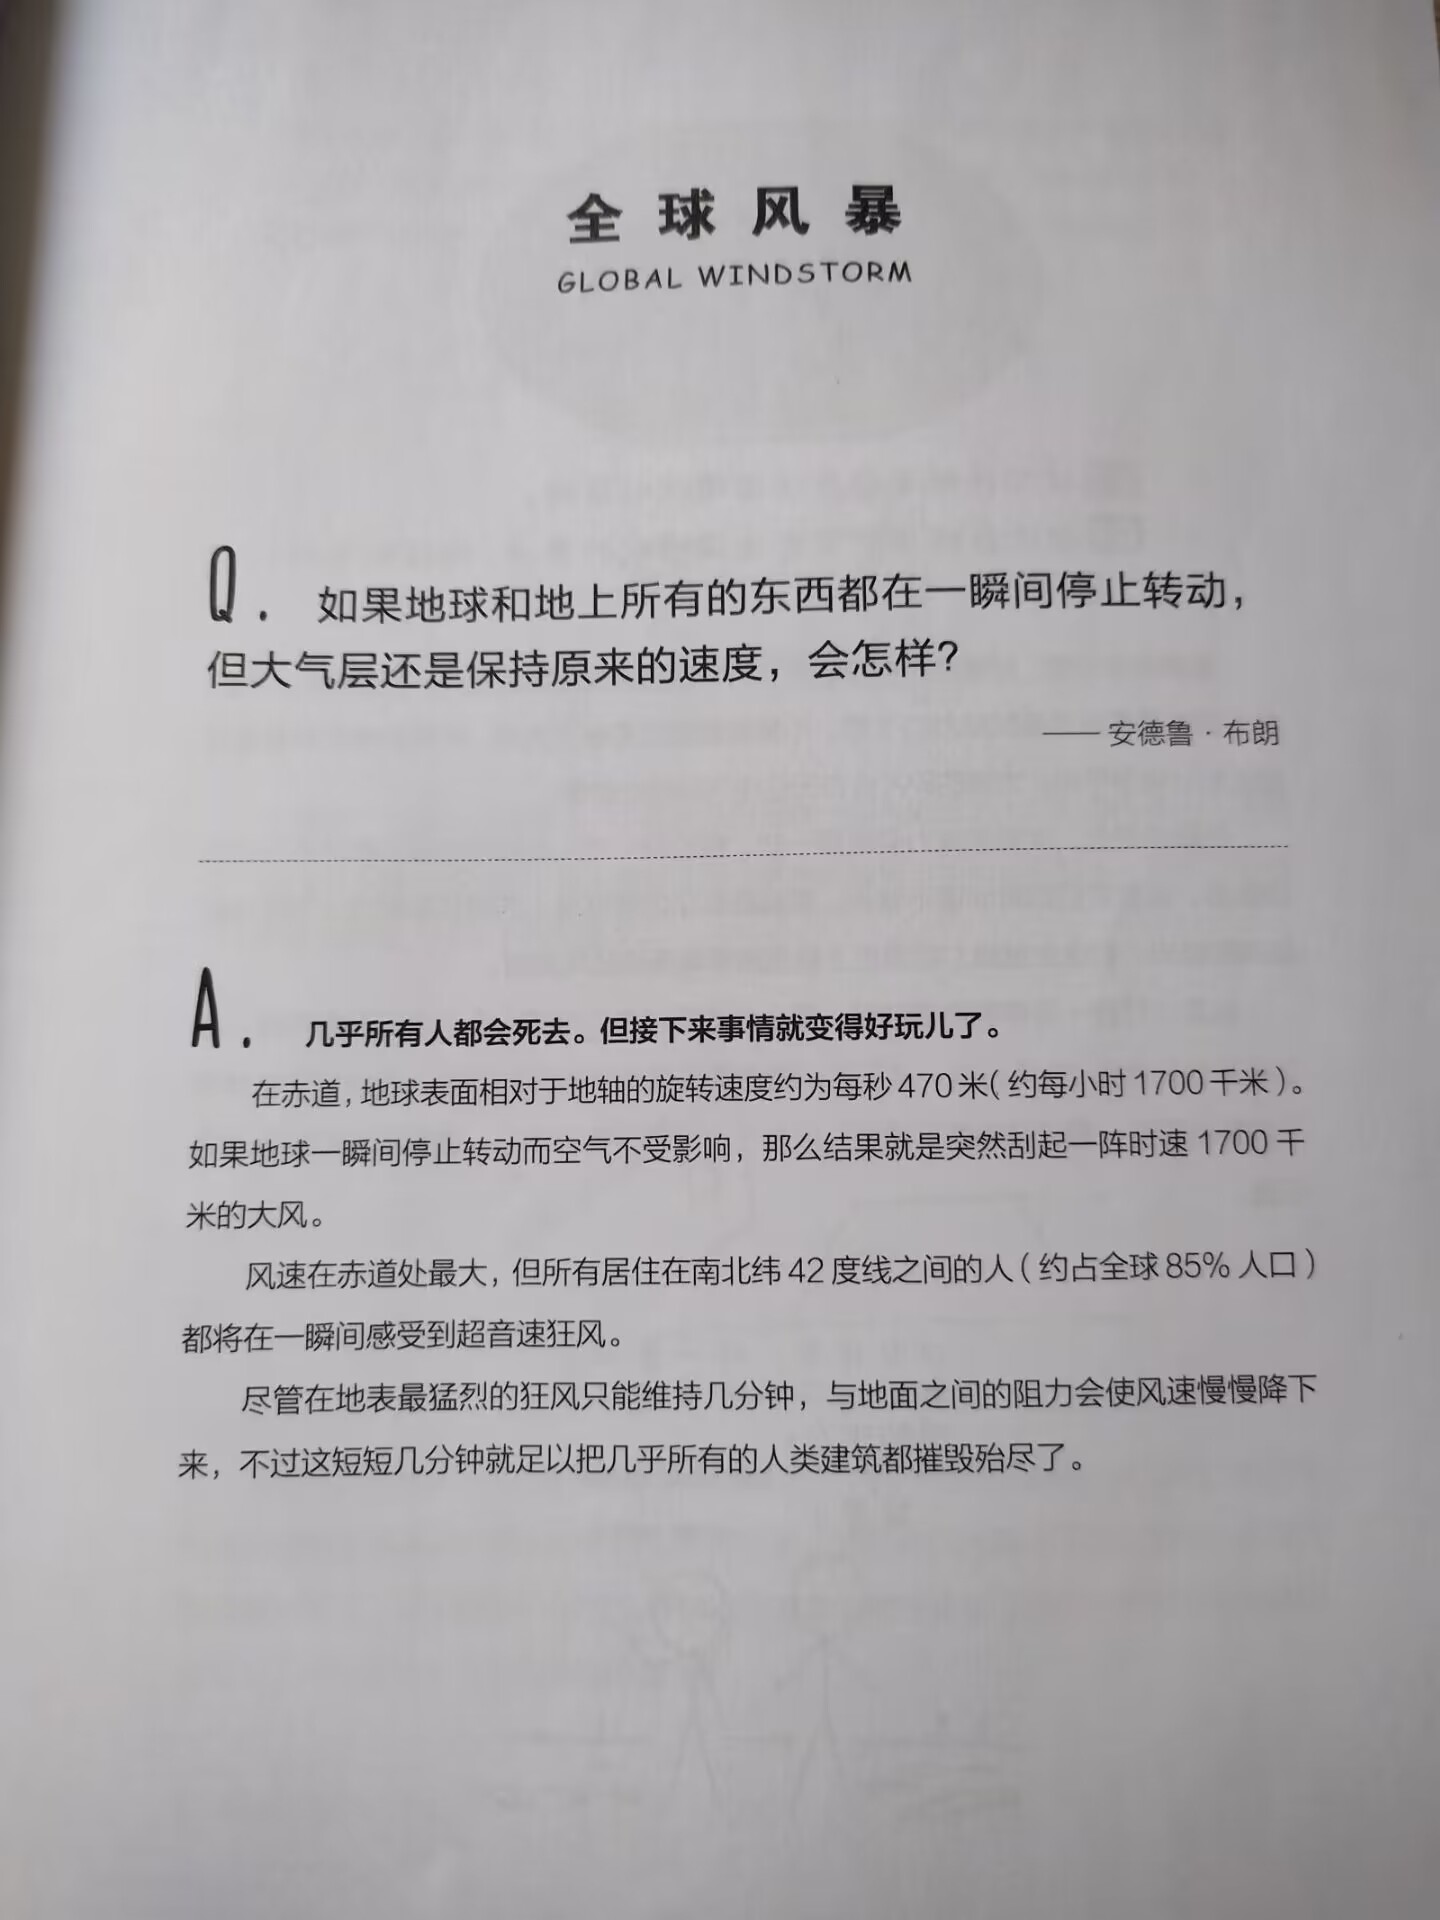 全球风暴
GLOBAL WINDSTORM
Q. 如果地球和地上所有的东西都在一瞬间停止转动，
但大气层还是保持原来的速度，会怎样？
—— 安德鲁·布朗
A. 几乎所有人都会死去。但接下来事情就变得好玩儿了。
在赤道，地球表面相对于地轴的旋转速度约为每秒 470 米（约每小时 1700 千米）。
如果地球一瞬间停止转动而空气不受影响，那么结果就是突然刮起一阵时速 1700 千
米的大风。
风速在赤道处最大，但所有居住在南北纬 42 度线之间的人（约占全球 85% 人口）
都将在一瞬间感受到超音速狂风。
尽管在地表最猛烈的狂风只能维持几分钟，与地面之间的阻力会使风速慢慢降下
来，不过这短短几分钟就足以把几乎所有的人类建筑都摧毁殆尽了。